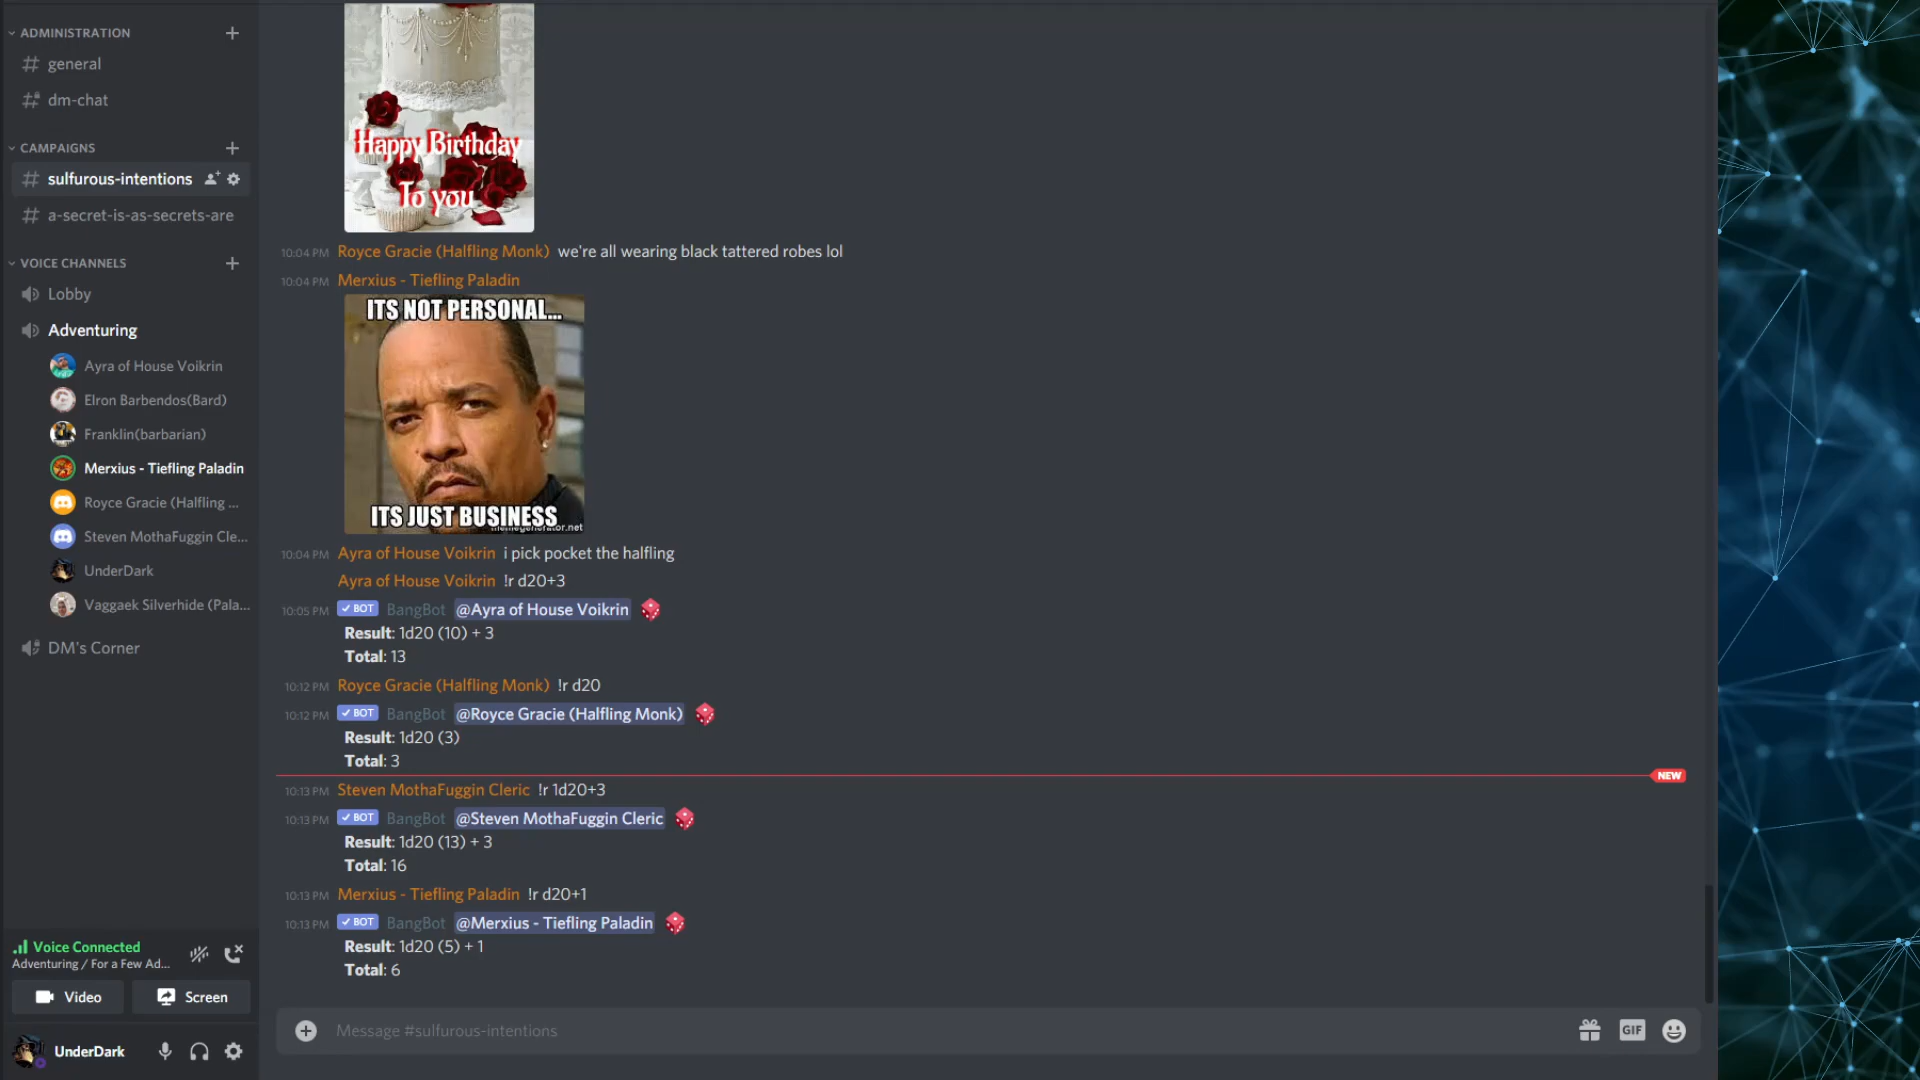 ADMINISTRATION
general
dm-chat
CAMPAIGNS
sulfurous-intentions
a-secret-is-as-secrets-are
VOICE CHANNELS
Lobby
Adventuring
Ayra of House Voikrin
Elron Barbendos(Bard)
Franklin(barbarian)
Merxius - Tiefling Paladin
Royce Gracie (Halfling ...
Steven MothaFuggin Cle...
UnderDark
Vaggaek Silverhide (Pala...
DM's Corner
Voice Connected
Adventuring / For a Few Ad...
Video Screen
UnderDark
Happy Birthday
To you
10:04 PM Royce Gracie (Halfling Monk) we're all wearing black tattered robes lol
10:04 PM Merxius - Tiefling Paladin
ITS NOT PERSONAL...
ITS JUST BUSINESS
memegenerator.net
10:04 PM Ayra of House Voikrin i pick pocket the halfling
Ayra of House Voikrin !r d20+3
10:05 PM BOT BangBot @Ayra of House Voikrin
Result: 1d20 (10) + 3
Total: 13
10:12 PM Royce Gracie (Halfling Monk) !r d20
10:12 PM BOT BangBot @Royce Gracie (Halfling Monk)
Result: 1d20 (3)
Total: 3
NEW
10:13 PM Steven MothaFuggin Cleric !r 1d20+3
10:13 PM BOT BangBot @Steven MothaFuggin Cleric
Result: 1d20 (13) + 3
Total: 16
10:13 PM Merxius - Tiefling Paladin !r d20+1
10:13 PM BOT BangBot @Merxius - Tiefling Paladin
Result: 1d20 (5) + 1
Total: 6
Message #sulfurous-intentions
GIF